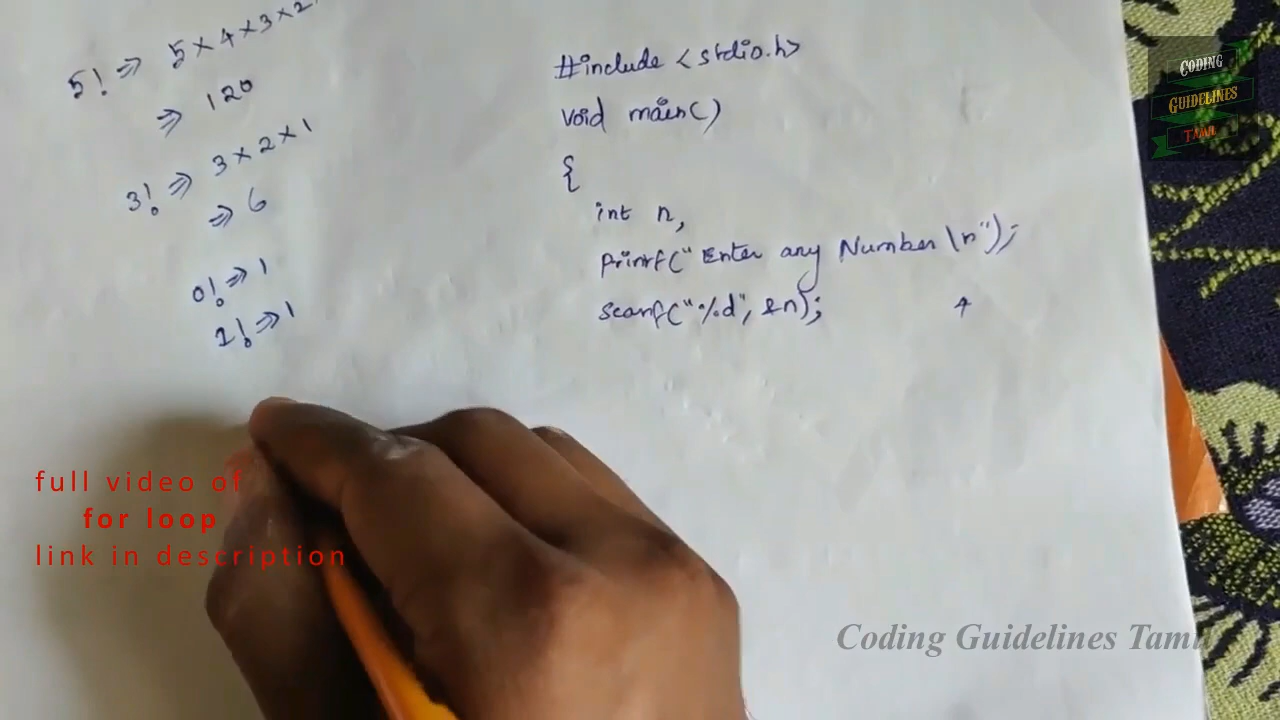 5! ⇒ 5×4×3×2
⇒ 120
3! ⇒ 3×2×1
⇒ 6
0! ⇒ 1
1! ⇒ 1
#include <stdio.h>
void main()
{
int n,
printf("Enter any Number \n");
scanf("%d", &n);
4
CODING
GUIDELINES
TAMIL
full video of
for loop
link in description
Coding Guidelines Tamil